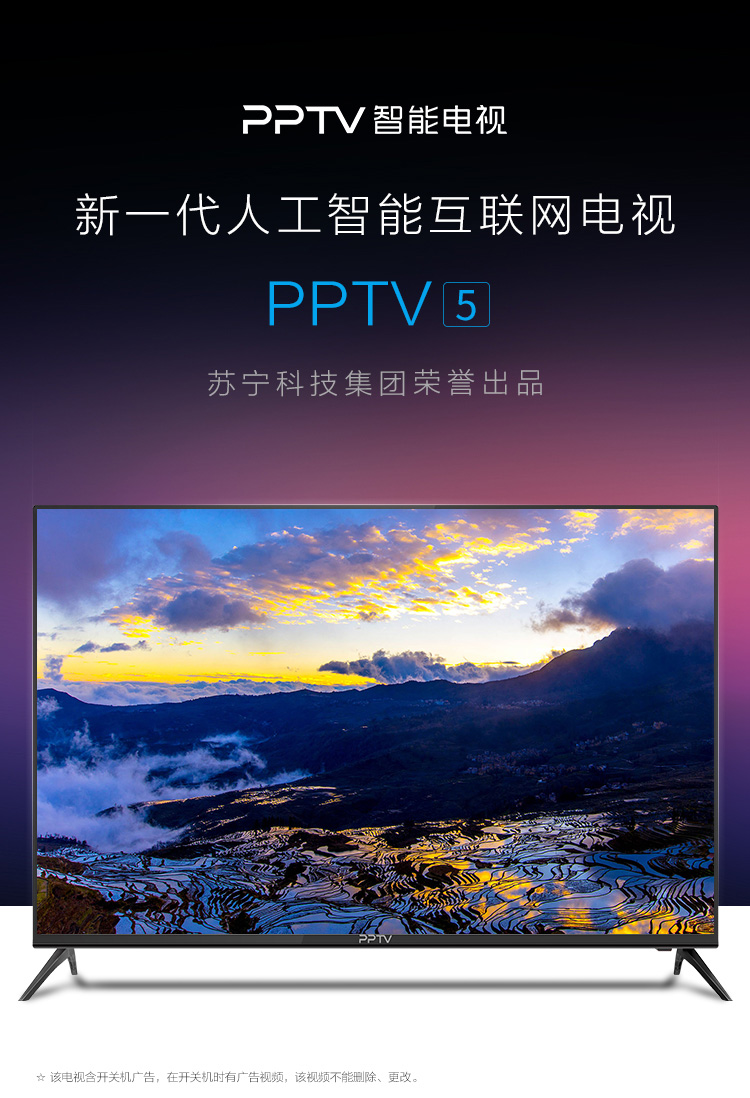 PPTV智能电视
新一代人工智能互联网电视
PPTV 5
苏宁科技集团荣誉出品
PPTV
☆ 该电视含开关机广告，在开关机时有广告视频，该视频不能删除、更改。